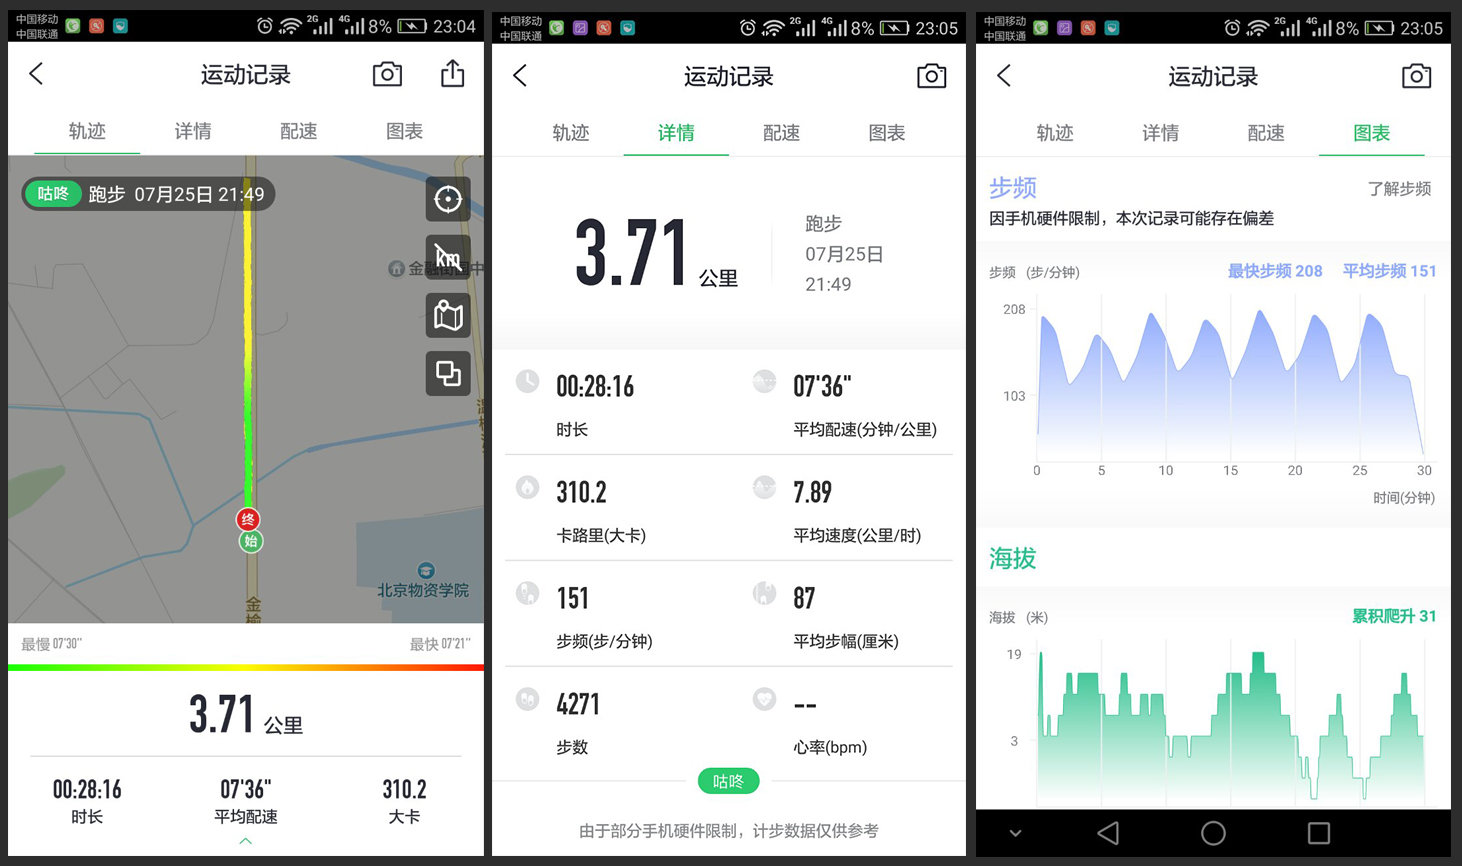 中国移动
中国联通
2G
4G
8%
23:04
运动记录
轨迹
详情
配速
图表
咕咚
跑步 07月25日 21:49
km
金融街园中
终
始
北京物资学院
金
榆
最慢 07'30"
最快 07'21"
3.71 公里
00:28:16
时长
07'36"
平均配速
310.2
大卡
中国移动
中国联通
2G
4G
8%
23:05
运动记录
轨迹
详情
配速
图表
3.71 公里
跑步
07月25日
21:49
00:28:16
时长
07'36"
平均配速(分钟/公里)
310.2
卡路里(大卡)
7.89
平均速度(公里/时)
151
步频(步/分钟)
87
平均步幅(厘米)
4271
步数
--
心率(bpm)
咕咚
由于部分手机硬件限制，计步数据仅供参考
中国移动
中国联通
2G
4G
8%
23:05
运动记录
轨迹
详情
配速
图表
步频
了解步频
因手机硬件限制，本次记录可能存在偏差
步频 (步/分钟)
最快步频 208
平均步频 151
208
103
0
5
10
15
20
25
30
时间(分钟)
海拔
海拔 (米)
累积爬升 31
19
3